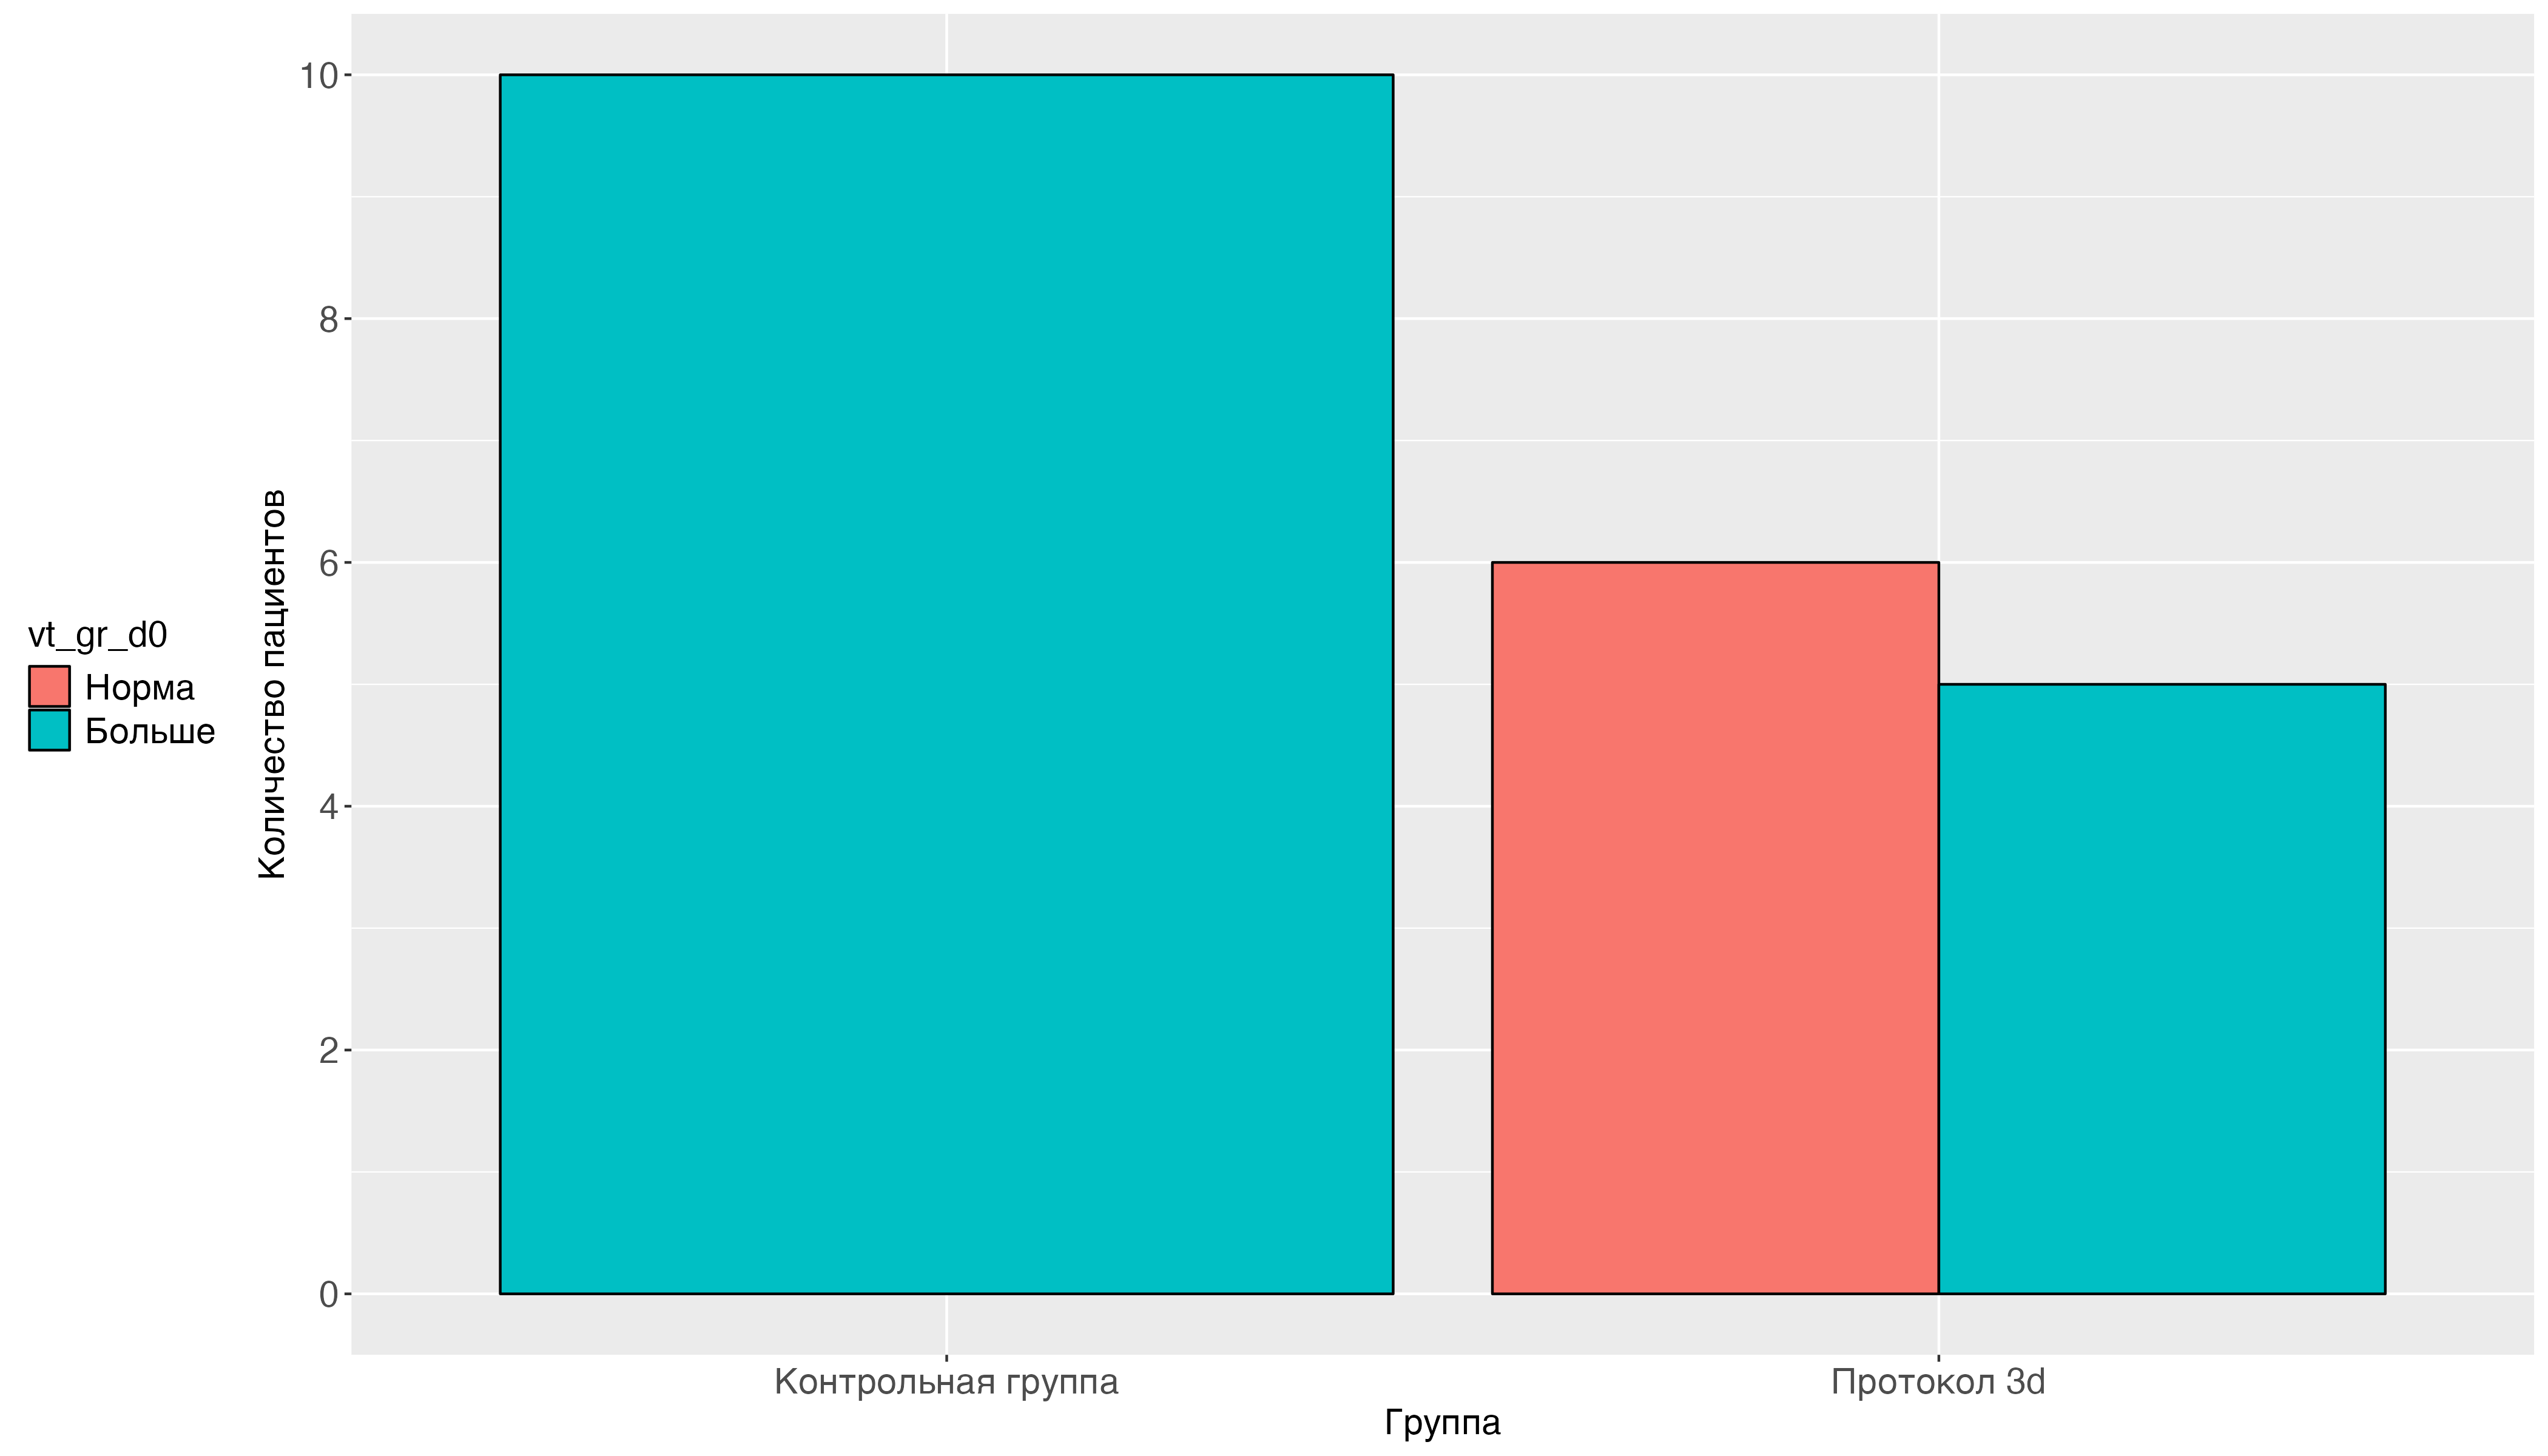 vt_gr_d0
Норма
Больше
Количество пациентов
10
8
6
4
2
0
Контрольная группа
Протокол 3d
Группа